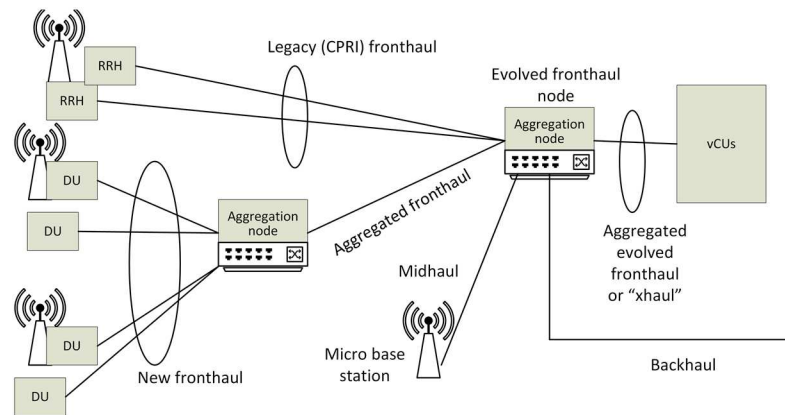 RRH
RRH
Legacy (CPRI) fronthaul
Evolved fronthaul
node
Aggregation
node
vCUs
DU
DU
Aggregation
node
Aggregated fronthaul
Aggregated
evolved
fronthaul
or “xhaul”
Midhaul
DU
DU
New fronthaul
Micro base
station
Backhaul